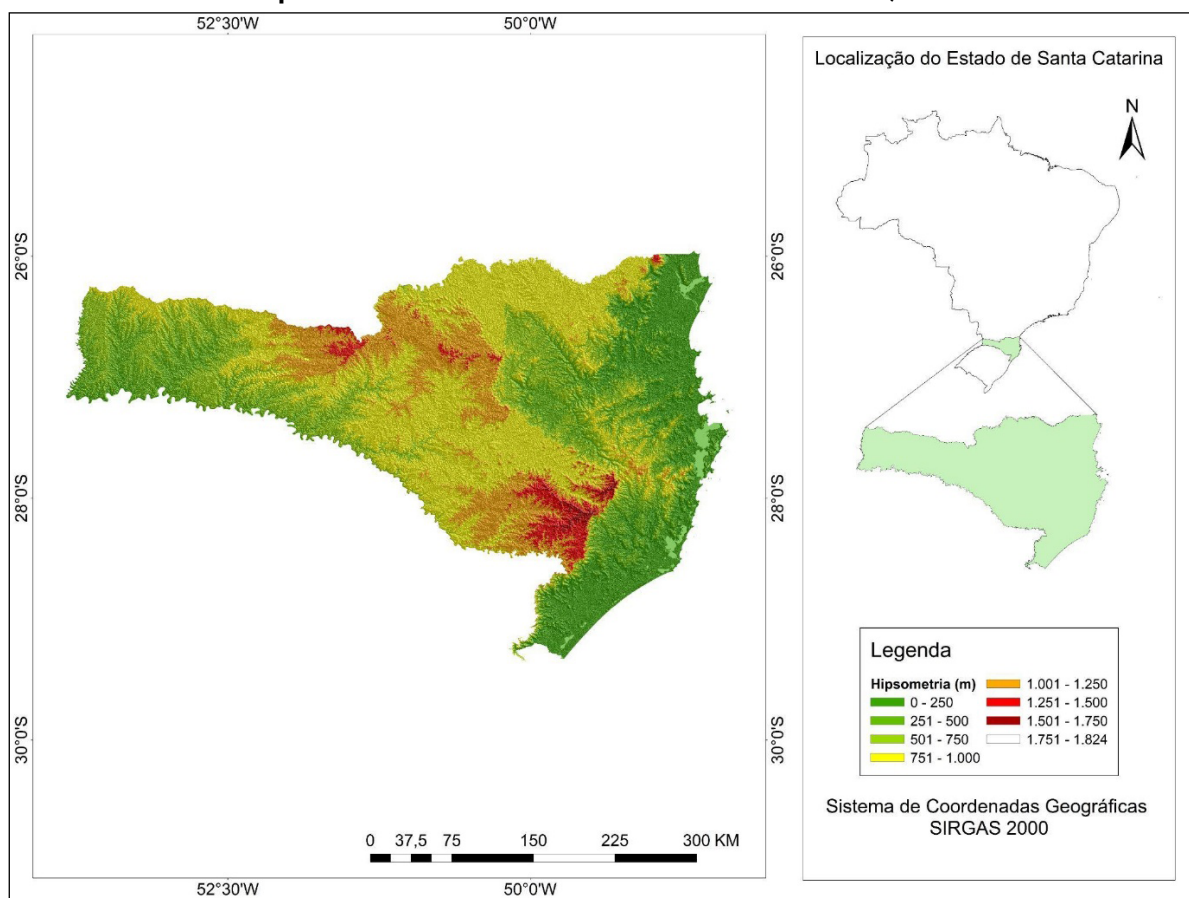 52°30'W
50°0'W
26°0'S
26°0'S
28°0'S
28°0'S
30°0'S
30°0'S
0 37,5 75 150 225 300 KM
52°30'W
50°0'W
Localização do Estado de Santa Catarina
N
Legenda
Hipsometria (m)
0 - 250
251 - 500
501 - 750
751 - 1.000
1.001 - 1.250
1.251 - 1.500
1.501 - 1.750
1.751 - 1.824
Sistema de Coordenadas Geográficas
SIRGAS 2000